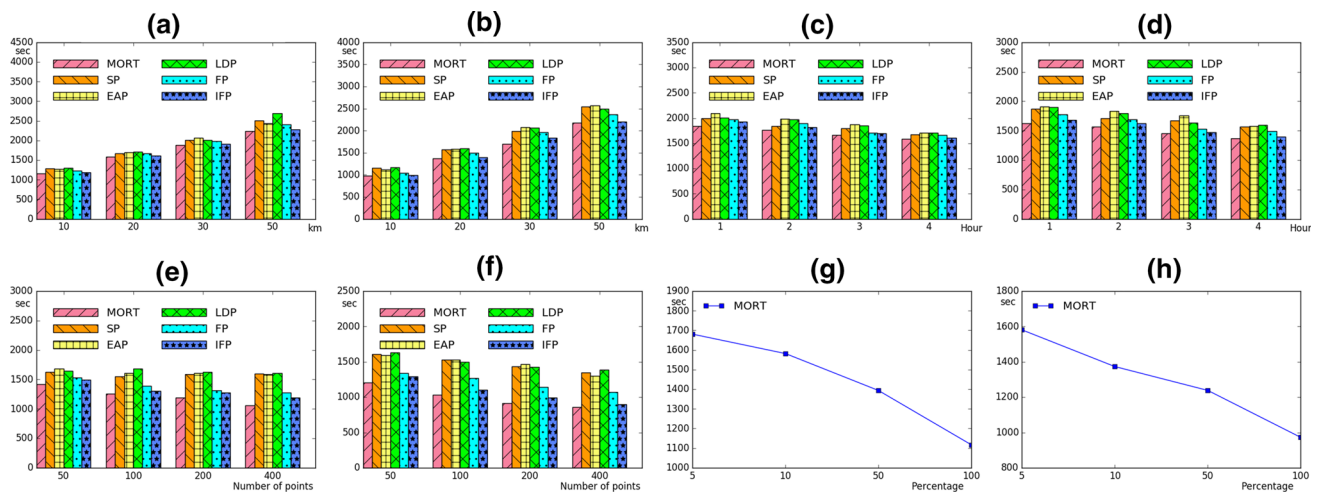 (a)
4500
sec
4000
3500
3000
2500
2000
1500
1000
500
0
MORT
SP
EAP
LDP
FP
IFP
10 20 30 50 km
(b)
4000
sec
3500
3000
2500
2000
1500
1000
500
0
MORT
SP
EAP
LDP
FP
IFP
10 20 30 50 km
(c)
3500
sec
3000
2500
2000
1500
1000
500
0
MORT
SP
EAP
LDP
FP
IFP
1 2 3 4 Hour
(d)
3000
sec
2500
2000
1500
1000
500
0
MORT
SP
EAP
LDP
FP
IFP
1 2 3 4 Hour
(e)
3000
sec
2500
2000
1500
1000
500
0
MORT
SP
EAP
LDP
FP
IFP
50 100 200 400
Number of points
(f)
2500
sec
2000
1500
1000
500
0
MORT
SP
EAP
LDP
FP
IFP
50 100 200 400
Number of points
(g)
1900
sec
1800
1700
1600
1500
1400
1300
1200
1100
1000
MORT
5 10 50 100
Percentage
(h)
1800
sec
1600
1400
1200
1000
800
MORT
5 10 50 100
Percentage